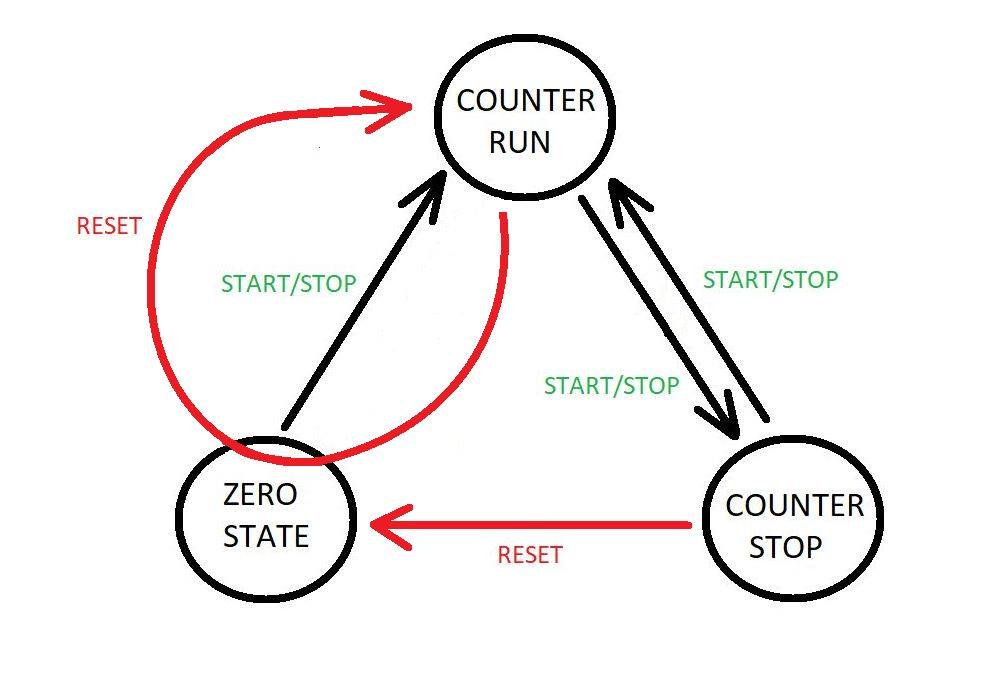 COUNTER
RUN
RESET
START/STOP
START/STOP
START/STOP
ZERO
STATE
COUNTER
STOP
RESET